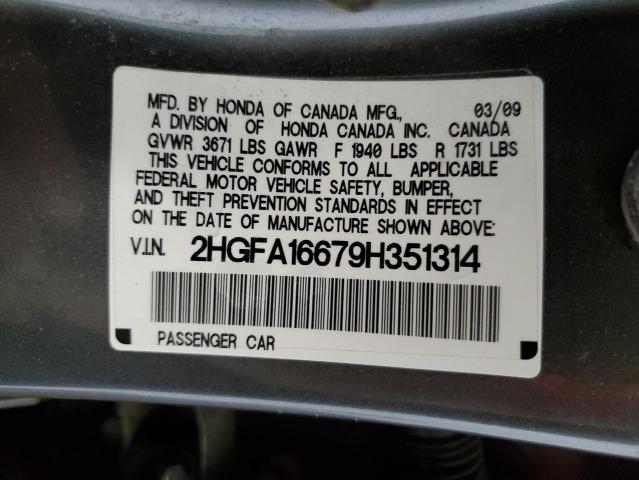 MFD. BY HONDA OF CANADA MFG., 03/09
A DIVISION OF HONDA CANADA INC. CANADA
GVWR 3671 LBS GAWR F 1940 LBS R 1731 LBS
THIS VEHICLE CONFORMS TO ALL APPLICABLE
FEDERAL MOTOR VEHICLE SAFETY, BUMPER,
AND THEFT PREVENTION STANDARDS IN EFFECT
ON THE DATE OF MANUFACTURE SHOWN ABOVE:
V.I.N. 2HGFA16679H351314
PASSENGER CAR